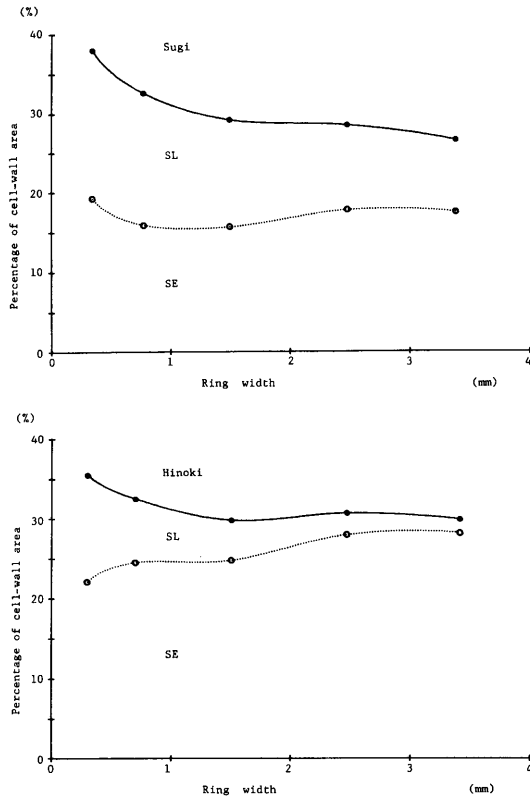 (%)
40
Sugi
30
SL
20
10
SE
0
Percentage of cell-wall area
0 1 2 3 4
Ring width (mm)
(%)
40
Hinoki
30
SL
20
SE
10
0
Percentage of cell-wall area
0 1 2 3 4
Ring width (mm)